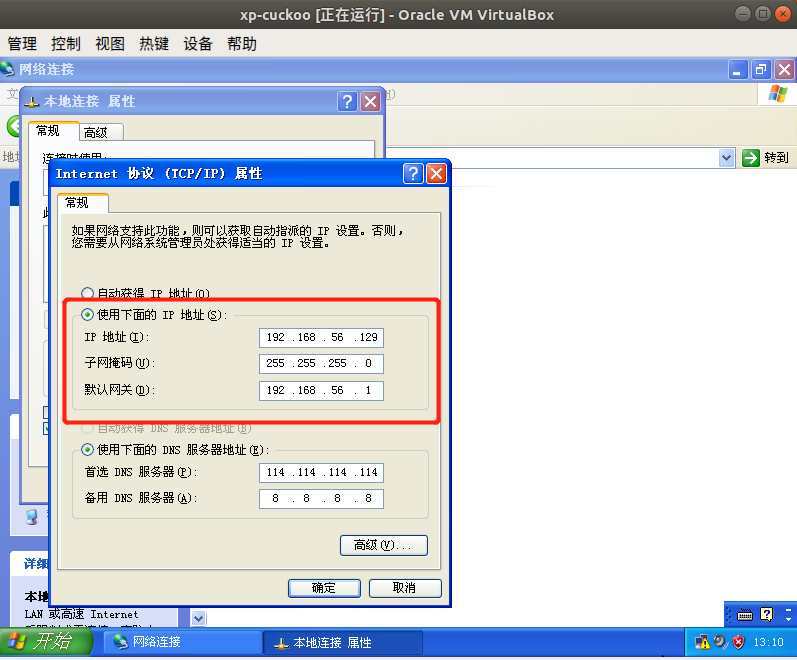 xp-cuckoo [正在运行] - Oracle VM VirtualBox
管理 控制 视图 热键 设备 帮助
网络连接
本地连接 属性
常规 高级
转到
Internet 协议 (TCP/IP) 属性
常规
如果网络支持此功能，则可以获取自动指派的 IP 设置。否则，
您需要从网络系统管理员处获得适当的 IP 设置。
自动获得 IP 地址(O)
使用下面的 IP 地址(S):
IP 地址(I): 192 .168 . 56 .129
子网掩码(U): 255 .255 .255 . 0
默认网关(D): 192 .168 . 56 . 1
自动获得 DNS 服务器地址(B)
使用下面的 DNS 服务器地址(E):
首选 DNS 服务器(P): 114 .114 .114 .114
备用 DNS 服务器(A): 8 . 8 . 8 . 8
高级(V)...
确定 取消
详细
本地
LAN 或高速 Internet
开始 网络连接 本地连接 属性 13:10